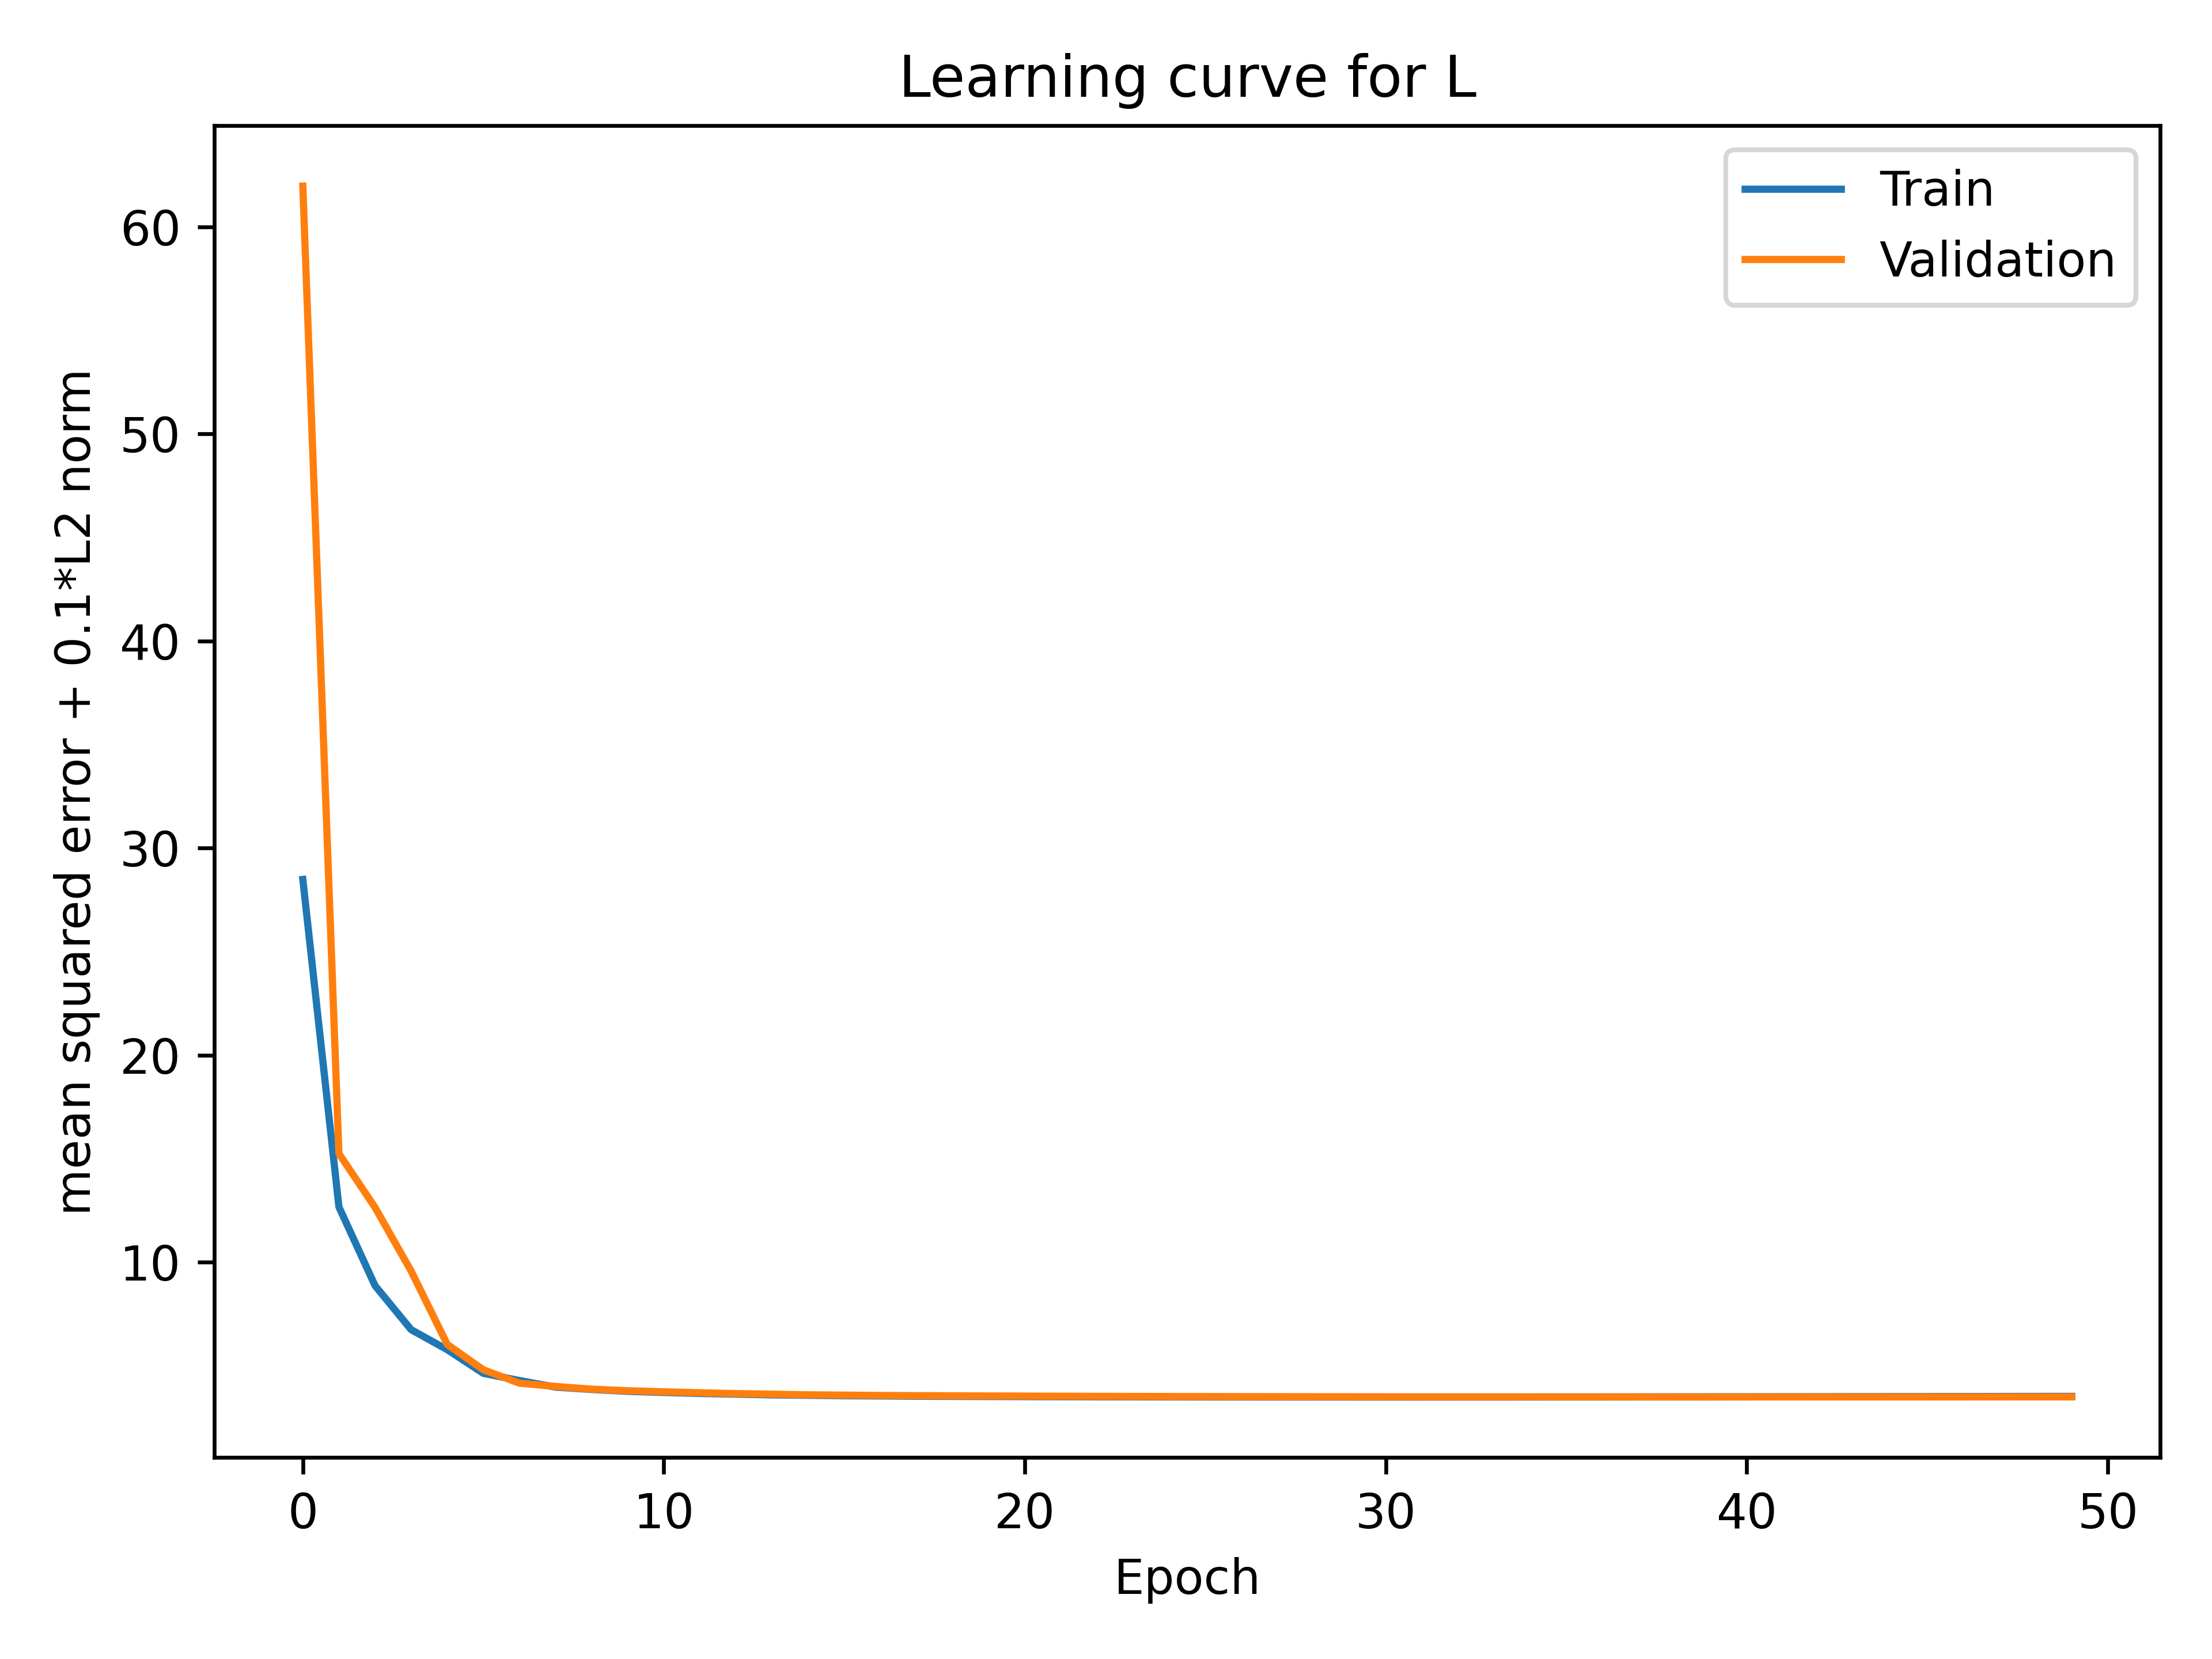 Learning curve for L
Train
Validation
60
50
40
30
20
10
mean squared error + 0.1*L2 norm
0 10 20 30 40 50
Epoch